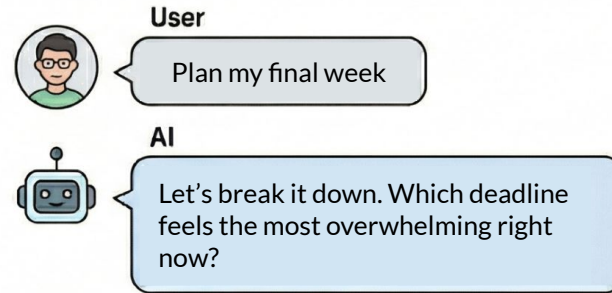 User
Plan my final week
AI
Let’s break it down. Which deadline
feels the most overwhelming right
now?